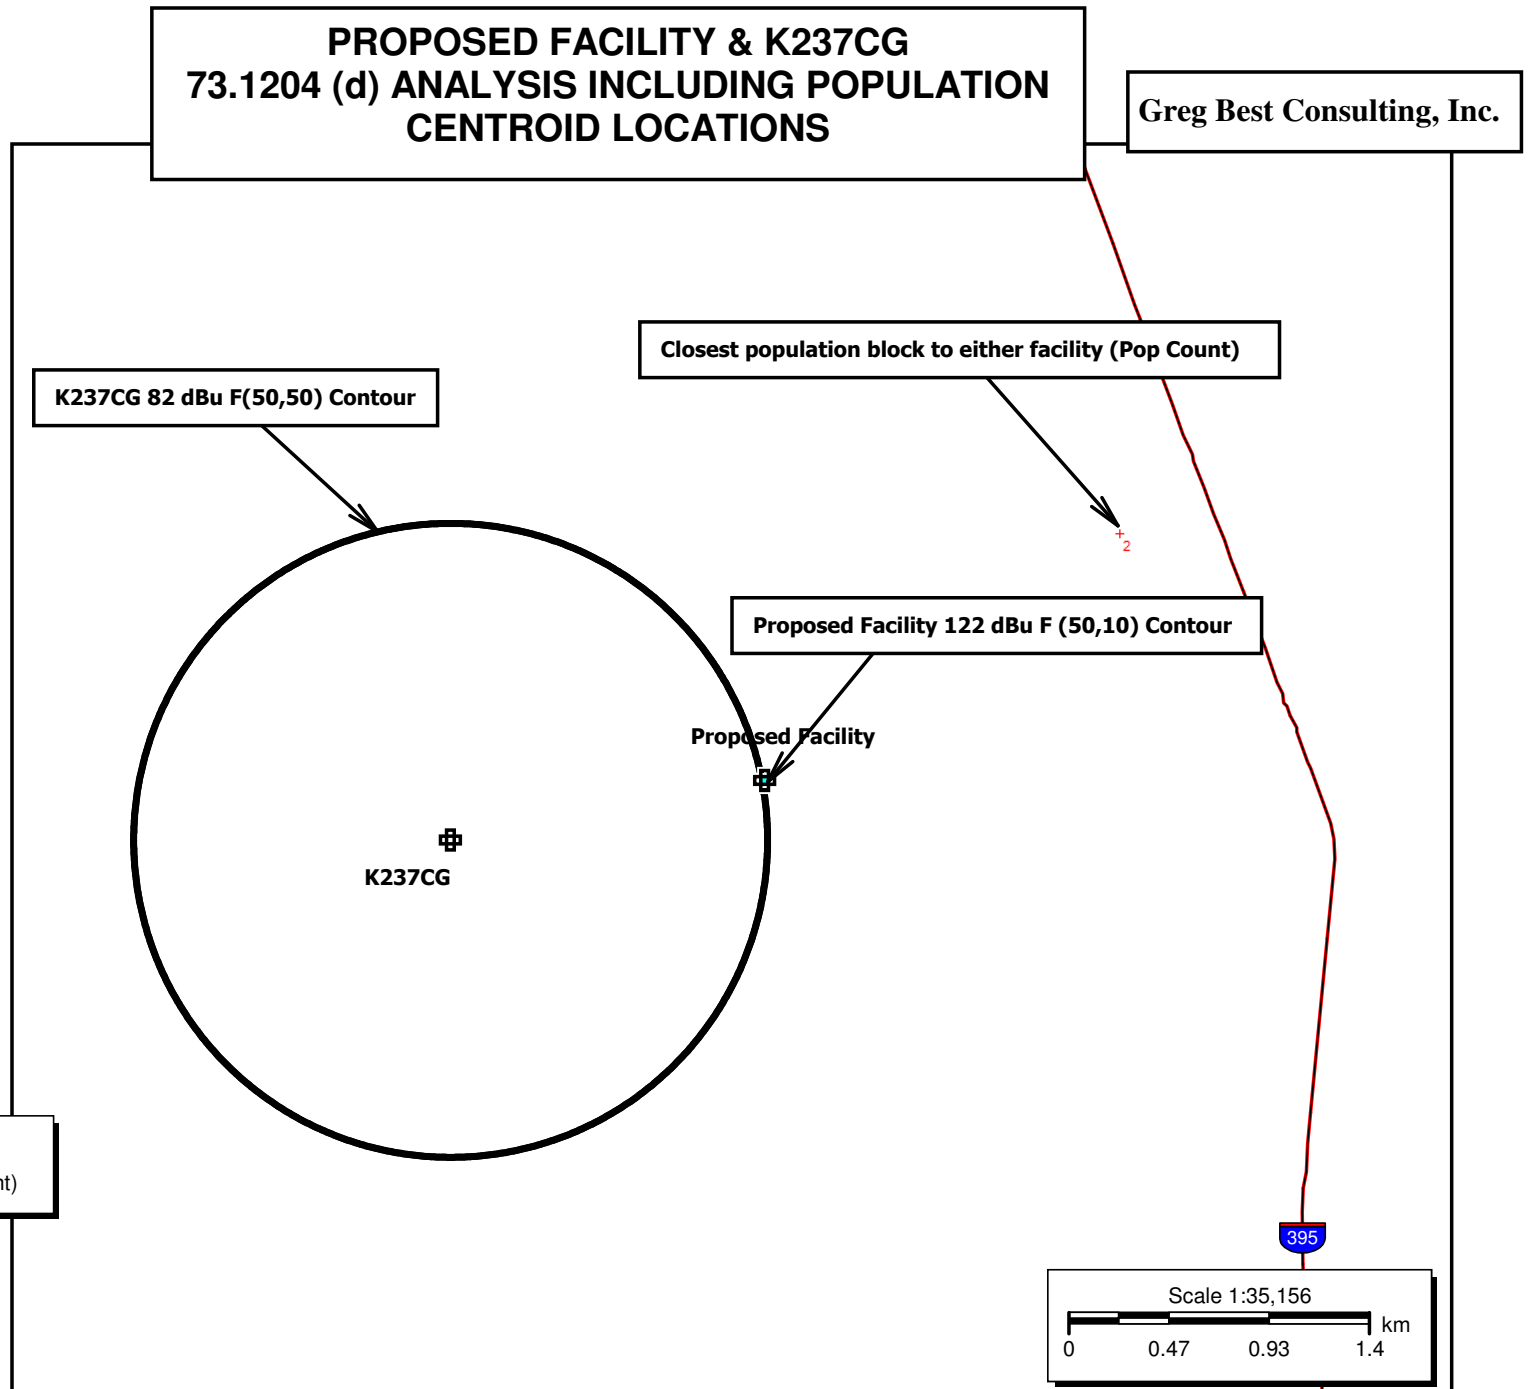 PROPOSED FACILITY & K237CG
73.1204 (d) ANALYSIS INCLUDING POPULATION
CENTROID LOCATIONS
Greg Best Consulting, Inc.
Closest population block to either facility (Pop Count)
K237CG 82 dBu F(50,50) Contour
2
Proposed Facility 122 dBu F (50,10) Contour
Proposed Facility
K237CG
nt)
395
Scale 1:35,156
km
0 0.47 0.93 1.4